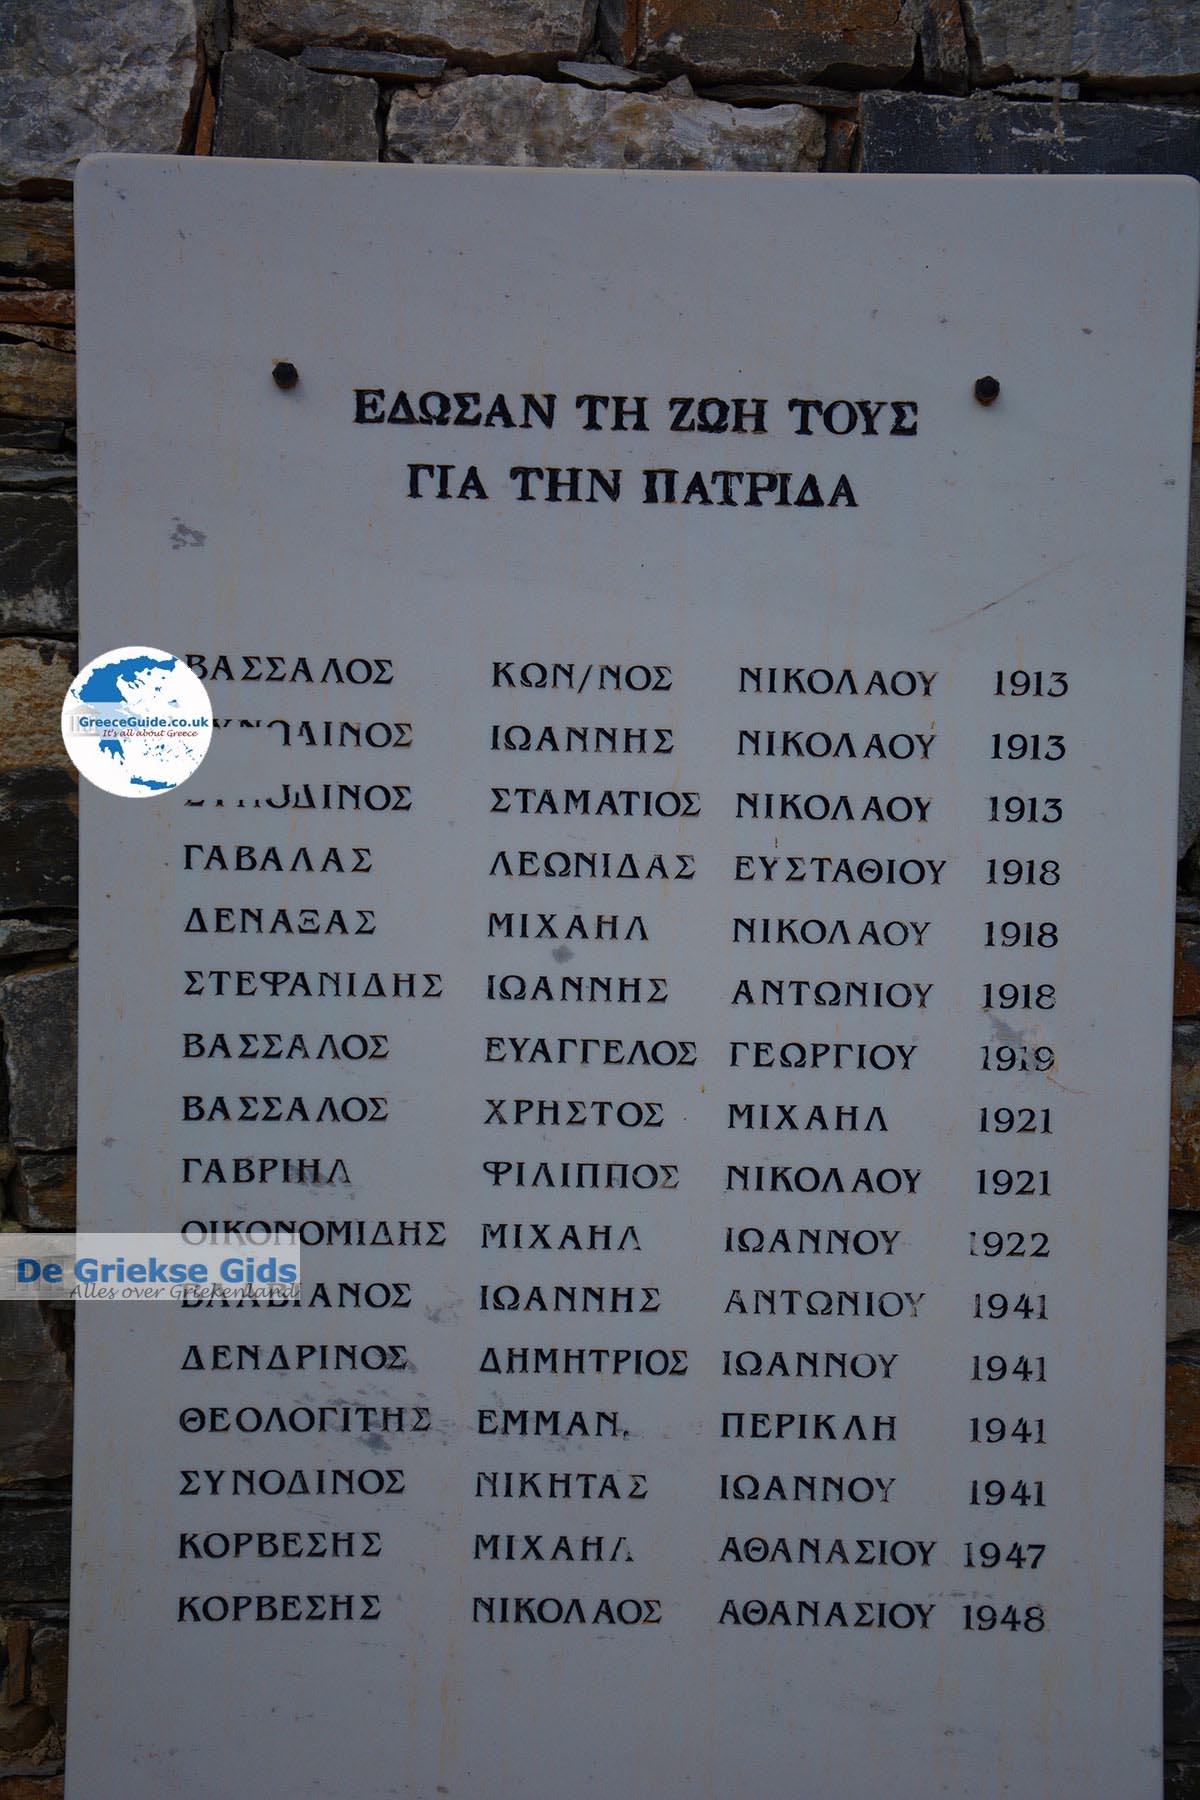 ΕΔΩΣΑΝ ΤΗ ΖΩΗ ΤΟΥΣ
ΓΙΑ ΤΗΝ ΠΑΤΡΙΔΑ
ΒΑΣΣΑΛΟΣ ΚΩΝ/ΝΟΣ ΝΙΚΟΛΑΟΥ 1913
ΙΩΑΝΝΗΣ ΝΙΚΟΛΑΟΥ 1913
ΣΤΑΜΑΤΙΟΣ ΝΙΚΟΛΑΟΥ 1913
ΓΑΒΑΛΑΣ ΛΕΩΝΙΔΑΣ ΕΥΣΤΑΘΙΟΥ 1918
ΔΕΝΑΞΑΣ ΜΙΧΑΗΛ ΝΙΚΟΛΑΟΥ 1918
ΣΤΕΦΑΝΙΔΗΣ ΙΩΑΝΝΗΣ ΑΝΤΩΝΙΟΥ 1918
ΒΑΣΣΑΛΟΣ ΕΥΑΓΓΕΛΟΣ ΓΕΩΡΓΙΟΥ 1919
ΒΑΣΣΑΛΟΣ ΧΡΗΣΤΟΣ ΜΙΧΑΗΛ 1921
ΓΑΒΡΙΗΛ ΦΙΛΙΠΠΟΣ ΝΙΚΟΛΑΟΥ 1921
ΟΙΚΟΝΟΜΙΔΗΣ ΜΙΧΑΗΛ ΙΩΑΝΝΟΥ 1922
ΙΩΑΝΝΗΣ ΑΝΤΩΝΙΟΥ 1941
ΔΕΝΔΡΙΝΟΣ ΔΗΜΗΤΡΙΟΣ ΙΩΑΝΝΟΥ 1941
ΘΕΟΛΟΓΙΤΗΣ ΕΜΜΑΝ. ΠΕΡΙΚΛΗ 1941
ΣΥΝΟΔΙΝΟΣ ΝΙΚΗΤΑΣ ΙΩΑΝΝΟΥ 1941
ΚΟΡΒΕΣΗΣ ΜΙΧΑΗΛ ΑΘΑΝΑΣΙΟΥ 1947
ΚΟΡΒΕΣΗΣ ΝΙΚΟΛΑΟΣ ΑΘΑΝΑΣΙΟΥ 1948
GreeceGuide.co.uk
It's all about Greece
De Griekse Gids
Alles over Griekenland